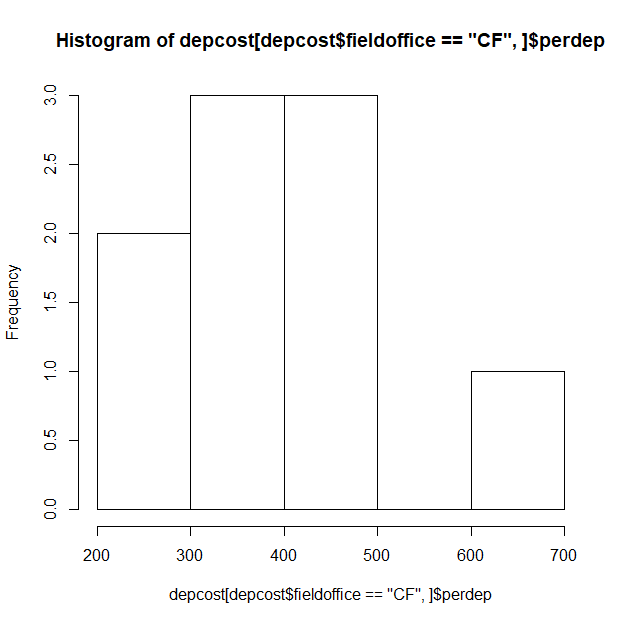 Histogram of depcost[depcost$fieldoffice == "CF", ]$perdep
Frequency
3.0
2.5
2.0
1.5
1.0
0.5
0.0
200 300 400 500 600 700
depcost[depcost$fieldoffice == "CF", ]$perdep